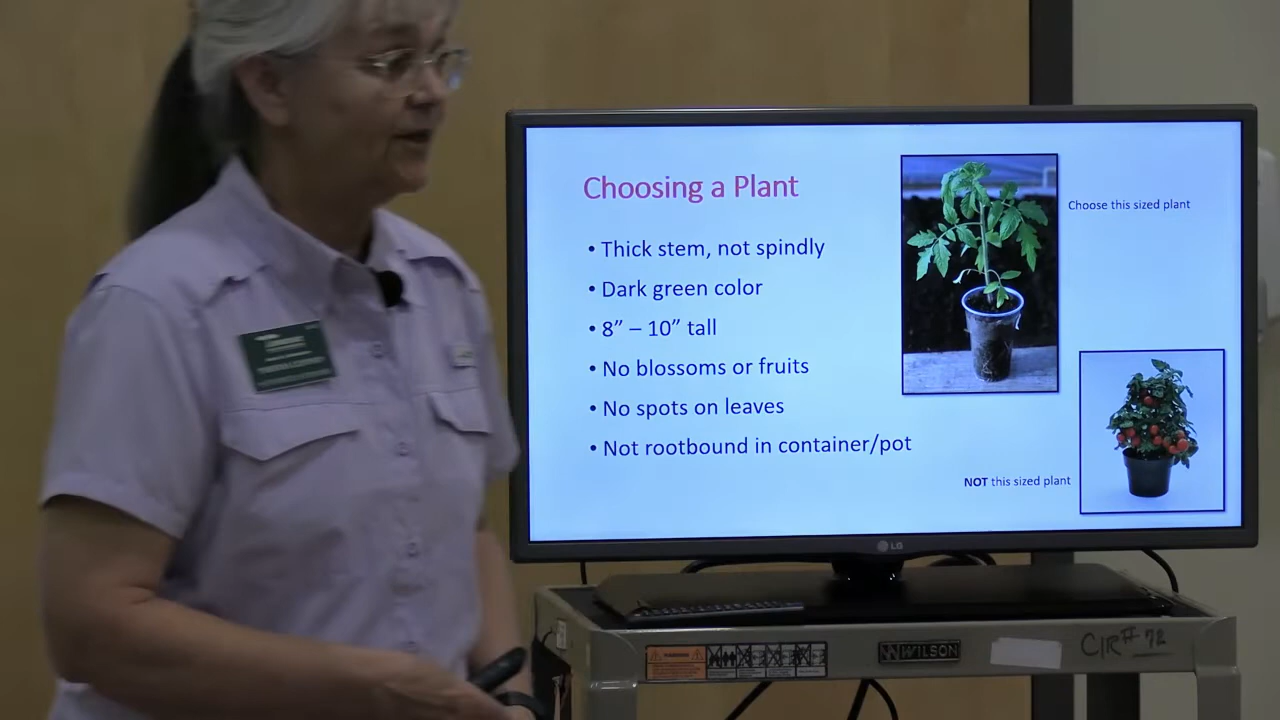 Choosing a Plant
• Thick stem, not spindly
• Dark green color
• 8” – 10” tall
• No blossoms or fruits
• No spots on leaves
• Not rootbound in container/pot
Choose this sized plant
NOT this sized plant
LG
WILSON
CIR# 72